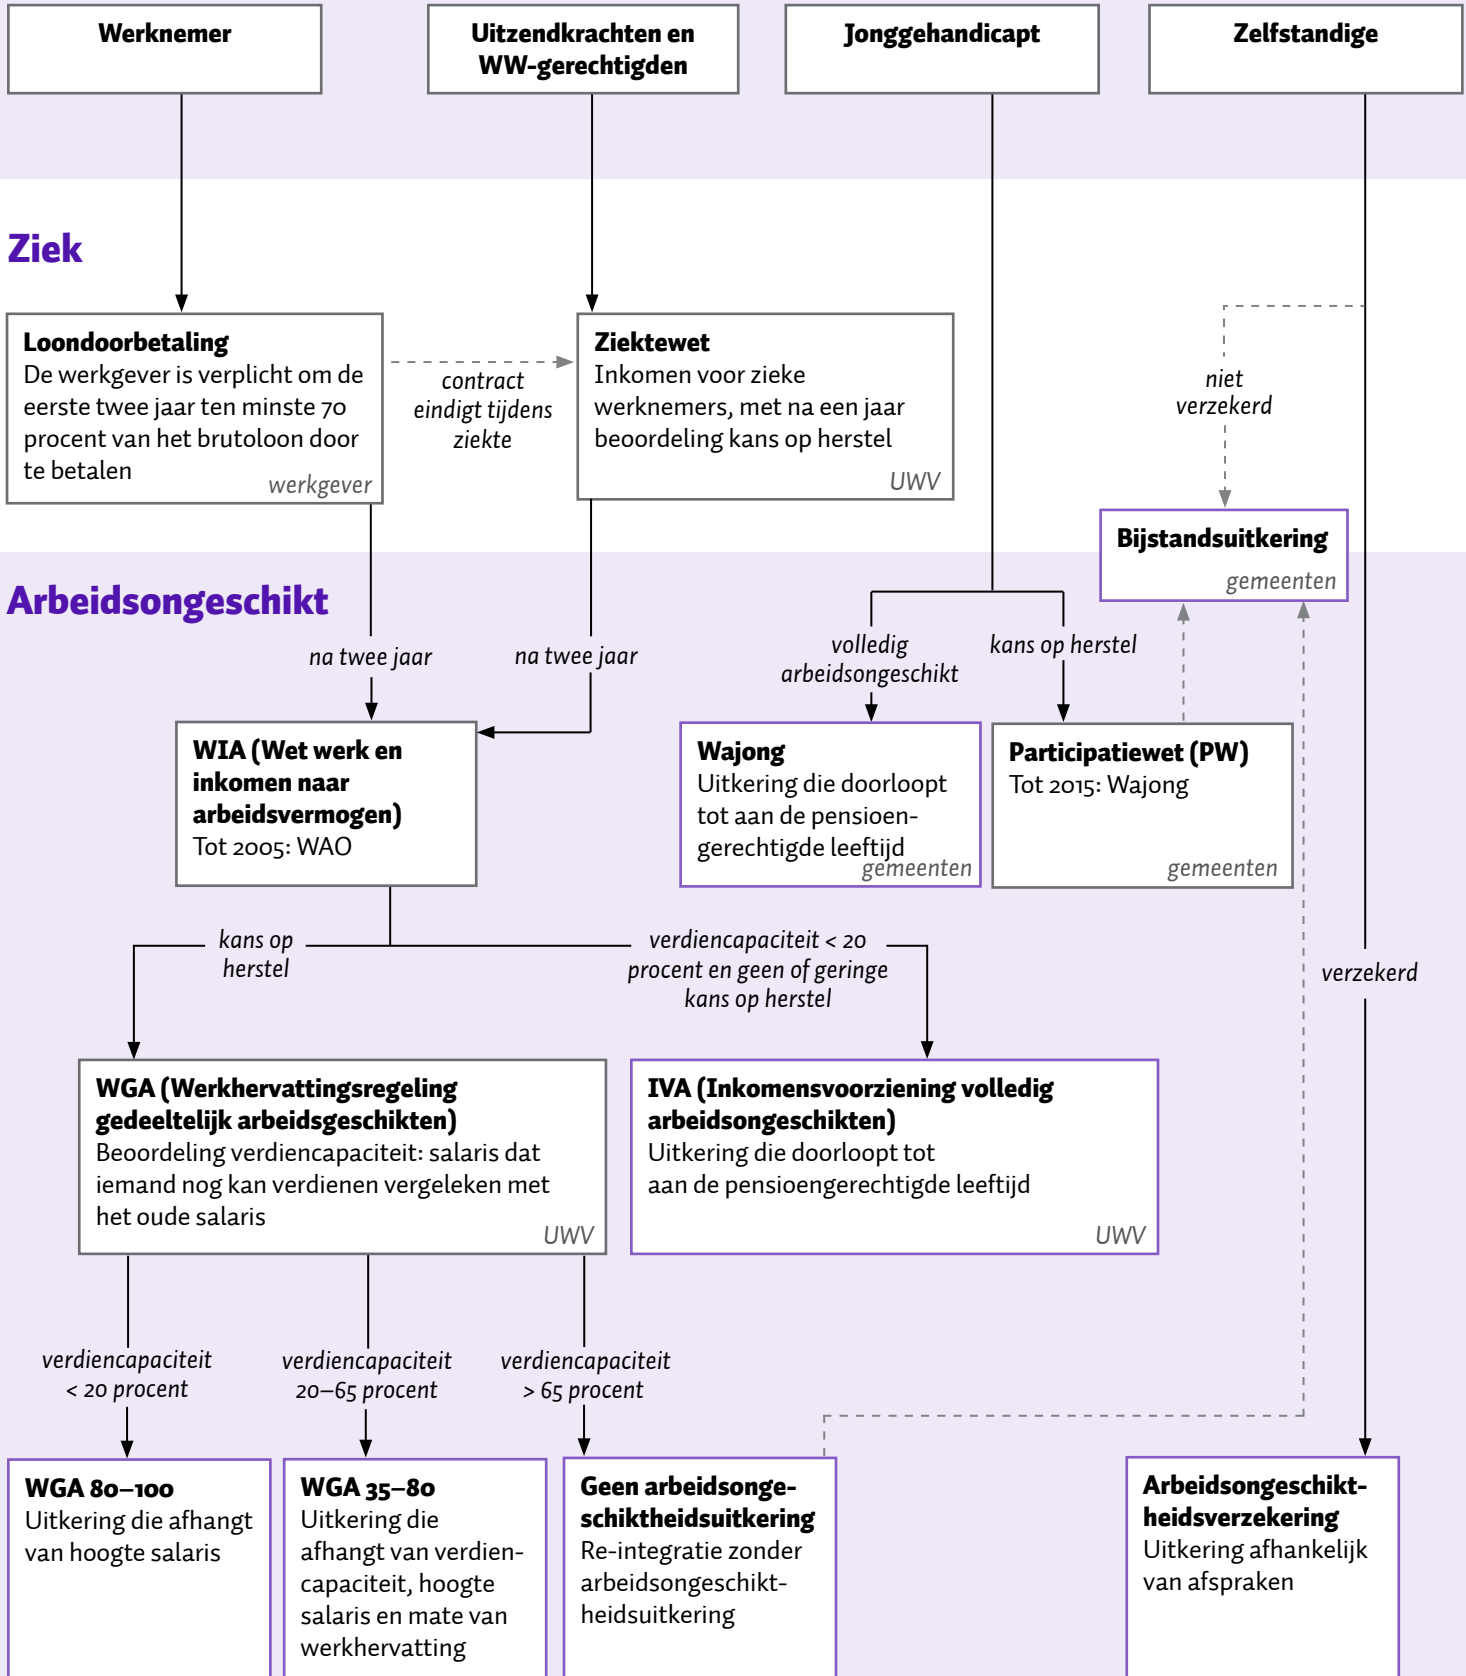 Werknemer
Uitzendkrachten en
WW-gerechtigden
Jonggehandicapt
Zelfstandige
Ziek
Loondoorbetaling
De werkgever is verplicht om de
eerste twee jaar ten minste 70
procent van het brutoloon door
te betalen
werkgever
contract
eindigt tijdens
ziekte
Ziektewet
Inkomen voor zieke
werknemers, met na een jaar
beoordeling kans op herstel
UWV
niet
verzekerd
Bijstandsuitkering
gemeenten
Arbeidsongeschikt
na twee jaar
na twee jaar
volledig
arbeidsongeschikt
kans op herstel
WIA (Wet werk en
inkomen naar
arbeidsvermogen)
Tot 2005: WAO
Wajong
Uitkering die doorloopt
tot aan de pensioen-
gerechtigde leeftijd
gemeenten
Participatiewet (PW)
Tot 2015: Wajong
gemeenten
kans op
herstel
verdiencapaciteit < 20
procent en geen of geringe
kans op herstel
verzekerd
WGA (Werkhervattingsregeling
gedeeltelijk arbeidsgeschikten)
Beoordeling verdiencapaciteit: salaris dat
iemand nog kan verdienen vergeleken met
het oude salaris
UWV
IVA (Inkomensvoorziening volledig
arbeidsongeschikten)
Uitkering die doorloopt tot
aan de pensioengerechtigde leeftijd
UWV
verdiencapaciteit
< 20 procent
verdiencapaciteit
20–65 procent
verdiencapaciteit
> 65 procent
WGA 80–100
Uitkering die afhangt
van hoogte salaris
WGA 35–80
Uitkering die
afhangt van verdien-
capaciteit, hoogte
salaris en mate van
werkhervatting
Geen arbeidsonge-
schiktheidsuitkering
Re-integratie zonder
arbeidsongeschikt-
heidsuitkering
Arbeidsongeschikt-
heidsverzekering
Uitkering afhankelijk
van afspraken